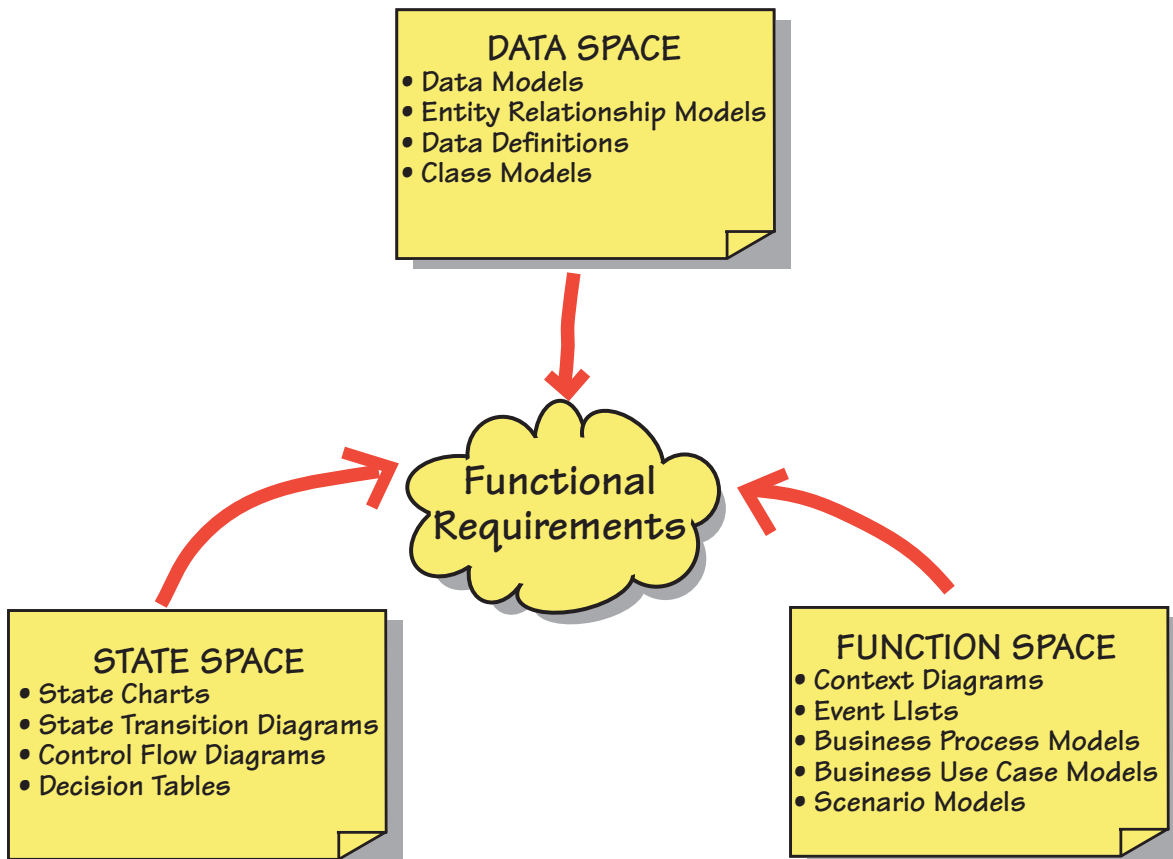 DATA SPACE
• Data Models
• Entity Relationship Models
• Data Definitions
• Class Models
Functional
Requirements
STATE SPACE
• State Charts
• State Transition Diagrams
• Control Flow Diagrams
• Decision Tables
FUNCTION SPACE
• Context Diagrams
• Event LIsts
• Business Process Models
• Business Use Case Models
• Scenario Models